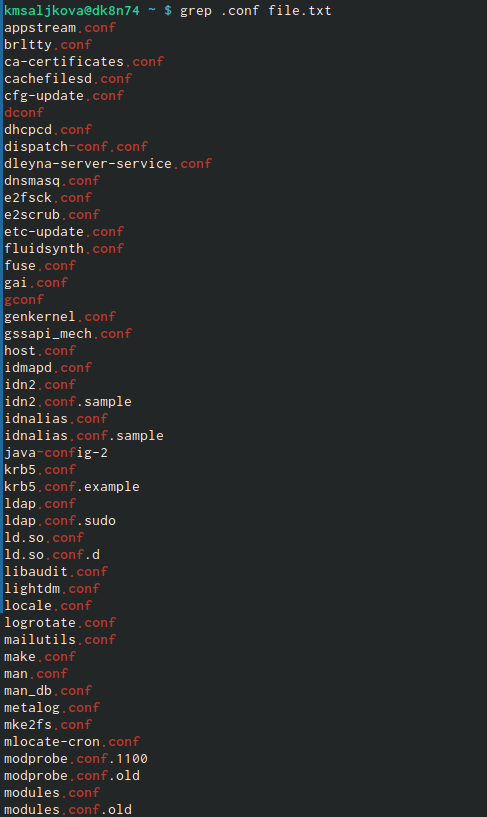 kmsaljkova@dk8n74 ~ $ grep .conf file.txt
appstream.conf
brltty.conf
ca-certificates.conf
cachefilesd.conf
cfg-update.conf
dconf
dhcpcd.conf
dispatch-conf.conf
dleyna-server-service.conf
dnsmasq.conf
e2fsck.conf
e2scrub.conf
etc-update.conf
fluidsynth.conf
fuse.conf
gai.conf
gconf
genkernel.conf
gssapi_mech.conf
host.conf
idmapd.conf
idn2.conf
idn2.conf.sample
idnalias.conf
idnalias.conf.sample
java-config-2
krb5.conf
krb5.conf.example
ldap.conf
ldap.conf.sudo
ld.so.conf
ld.so.conf.d
libaudit.conf
lightdm.conf
locale.conf
logrotate.conf
mailutils.conf
make.conf
man.conf
man_db.conf
metalog.conf
mke2fs.conf
mlocate-cron.conf
modprobe.conf.1100
modprobe.conf.old
modules.conf
modules.conf.old